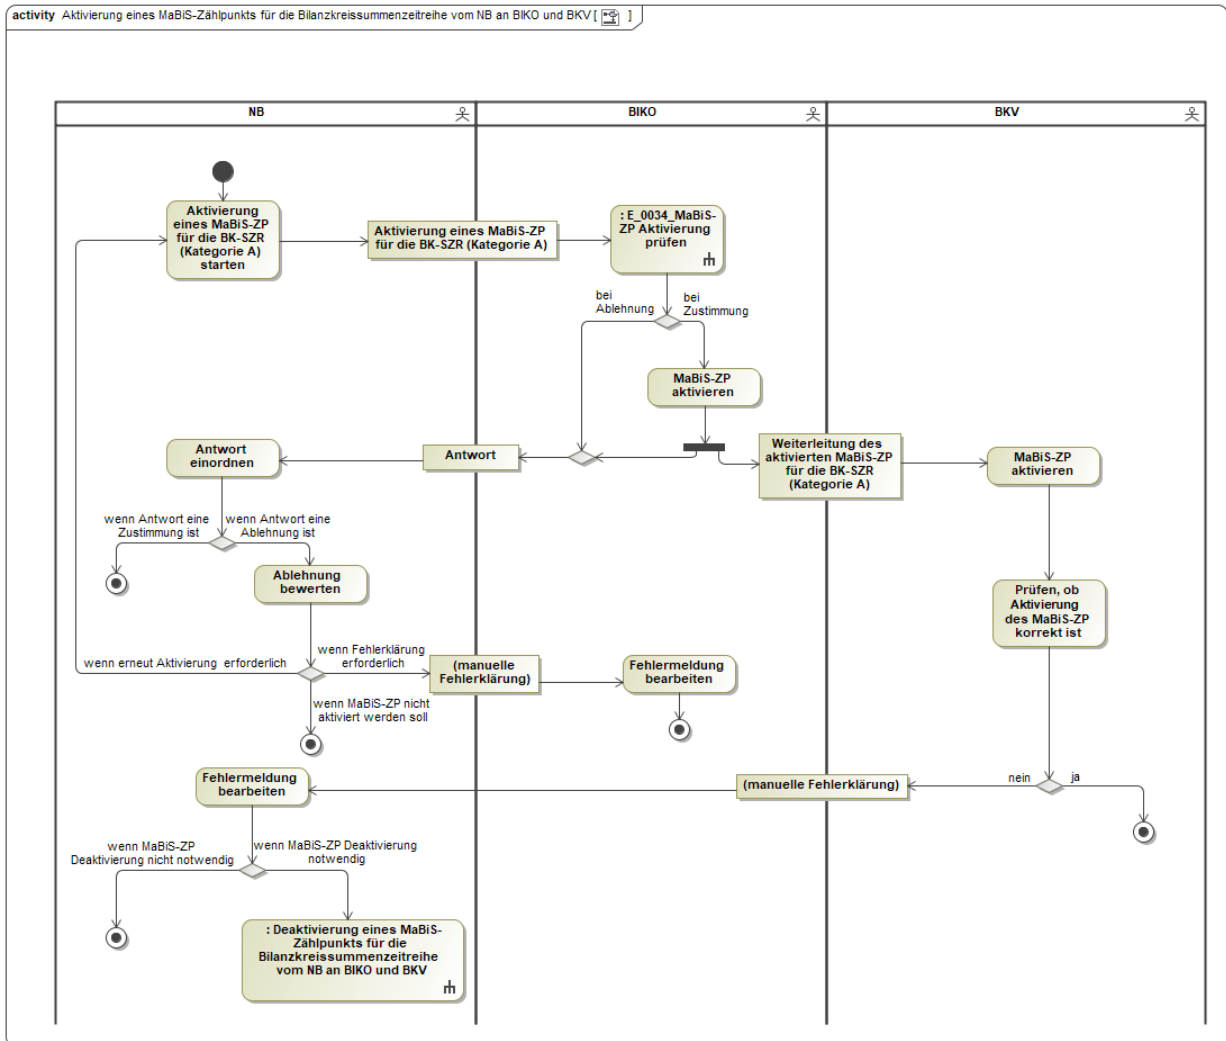 activity Aktivierung eines MaBiS-Zählpunkts für die Bilanzkreissummenzeitreihe vom NB an BIKO und BKV [ ]
NB
BIKO
BKV
Aktivierung
eines MaBiS-ZP
für die BK-SZR
(Kategorie A)
starten
Aktivierung eines MaBiS-ZP
für die BK-SZR (Kategorie A)
: E_0034_MaBiS-
ZP Aktivierung
prüfen
bei
Ablehnung
bei
Zustimmung
MaBiS-ZP
aktivieren
Antwort
einordnen
Antwort
Weiterleitung des
aktivierten MaBiS-ZP
für die BK-SZR
(Kategorie A)
MaBiS-ZP
aktivieren
wenn Antwort eine
Zustimmung ist
wenn Antwort eine
Ablehnung ist
Ablehnung
bewerten
Prüfen, ob
Aktivierung
des MaBiS-ZP
korrekt ist
wenn erneut Aktivierung erforderlich
wenn Fehlerklärung
erforderlich
(manuelle
Fehlerklärung)
Fehlermeldung
bearbeiten
wenn MaBiS-ZP nicht
aktiviert werden soll
Fehlermeldung
bearbeiten
(manuelle Fehlerklärung)
nein
ja
wenn MaBiS-ZP
Deaktivierung nicht notwendig
wenn MaBiS-ZP Deaktivierung
notwendig
: Deaktivierung eines MaBiS-
Zählpunkts für die
Bilanzkreissummenzeitreihe
vom NB an BIKO und BKV